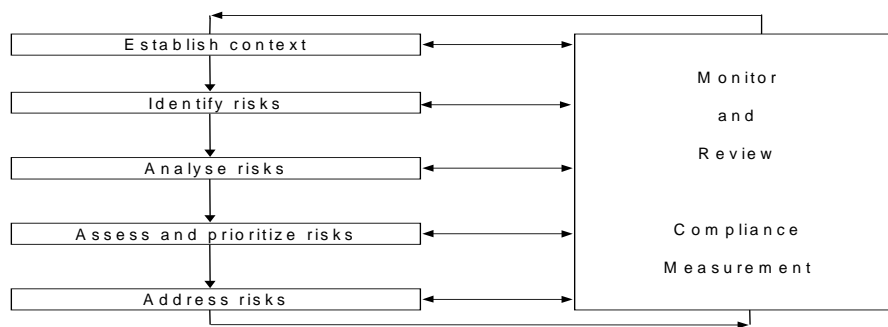 Establish context
Identify risks
Analyse risks
Assess and prioritize risks
Address risks
Monitor
and
Review
Compliance
Measurement